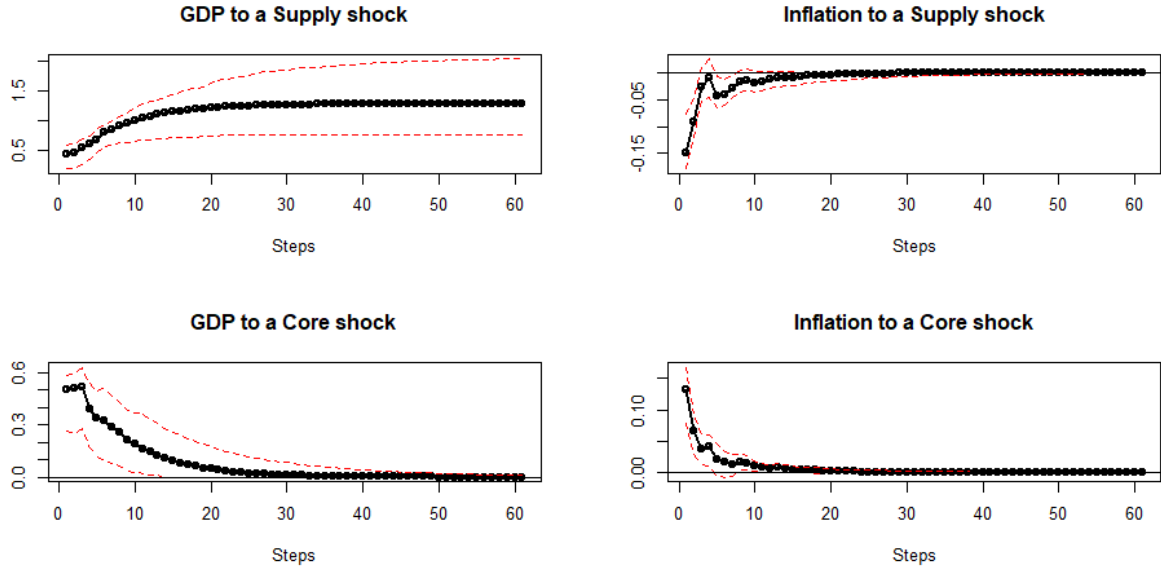 GDP to a Supply shock
1.5
0.5
0 10 20 30 40 50 60
Steps
Inflation to a Supply shock
-0.05
-0.15
0 10 20 30 40 50 60
Steps
GDP to a Core shock
0.6
0.3
0.0
0 10 20 30 40 50 60
Steps
Inflation to a Core shock
0.10
0.00
0 10 20 30 40 50 60
Steps